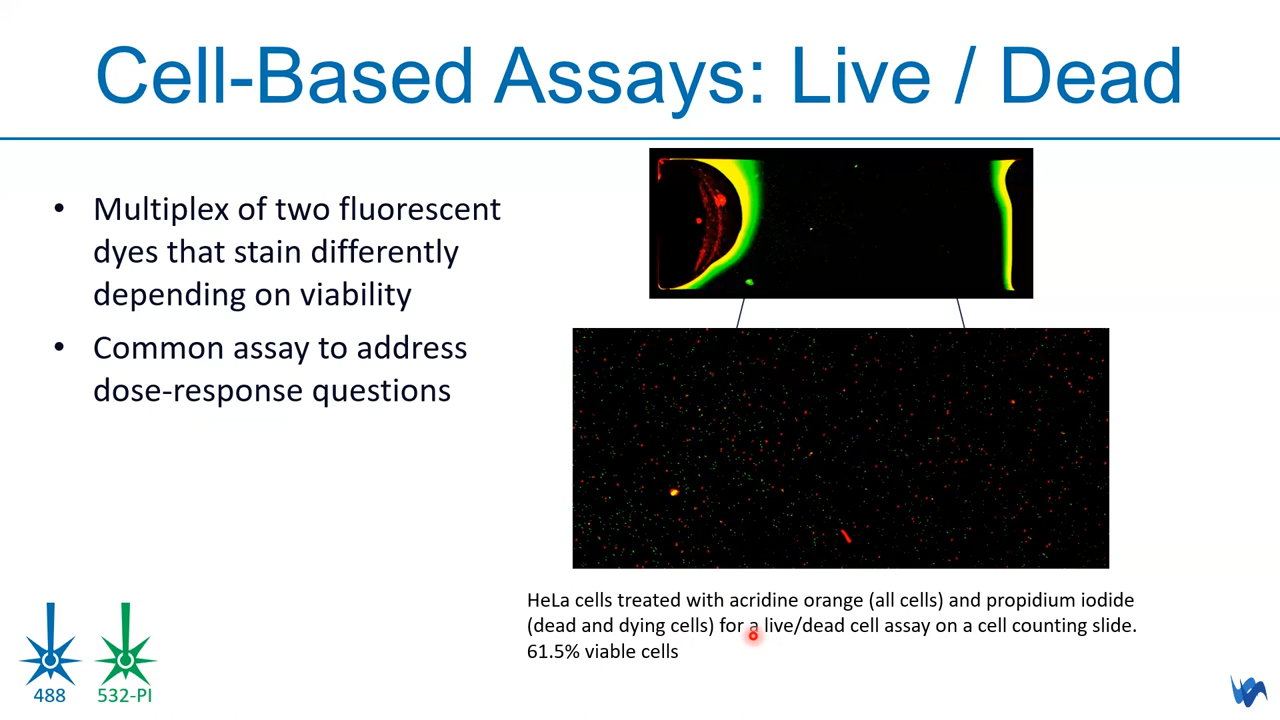 Cell-Based Assays: Live / Dead
• Multiplex of two fluorescent
dyes that stain differently
depending on viability
• Common assay to address
dose-response questions
HeLa cells treated with acridine orange (all cells) and propidium iodide
(dead and dying cells) for a live/dead cell assay on a cell counting slide.
61.5% viable cells
488
532-PI